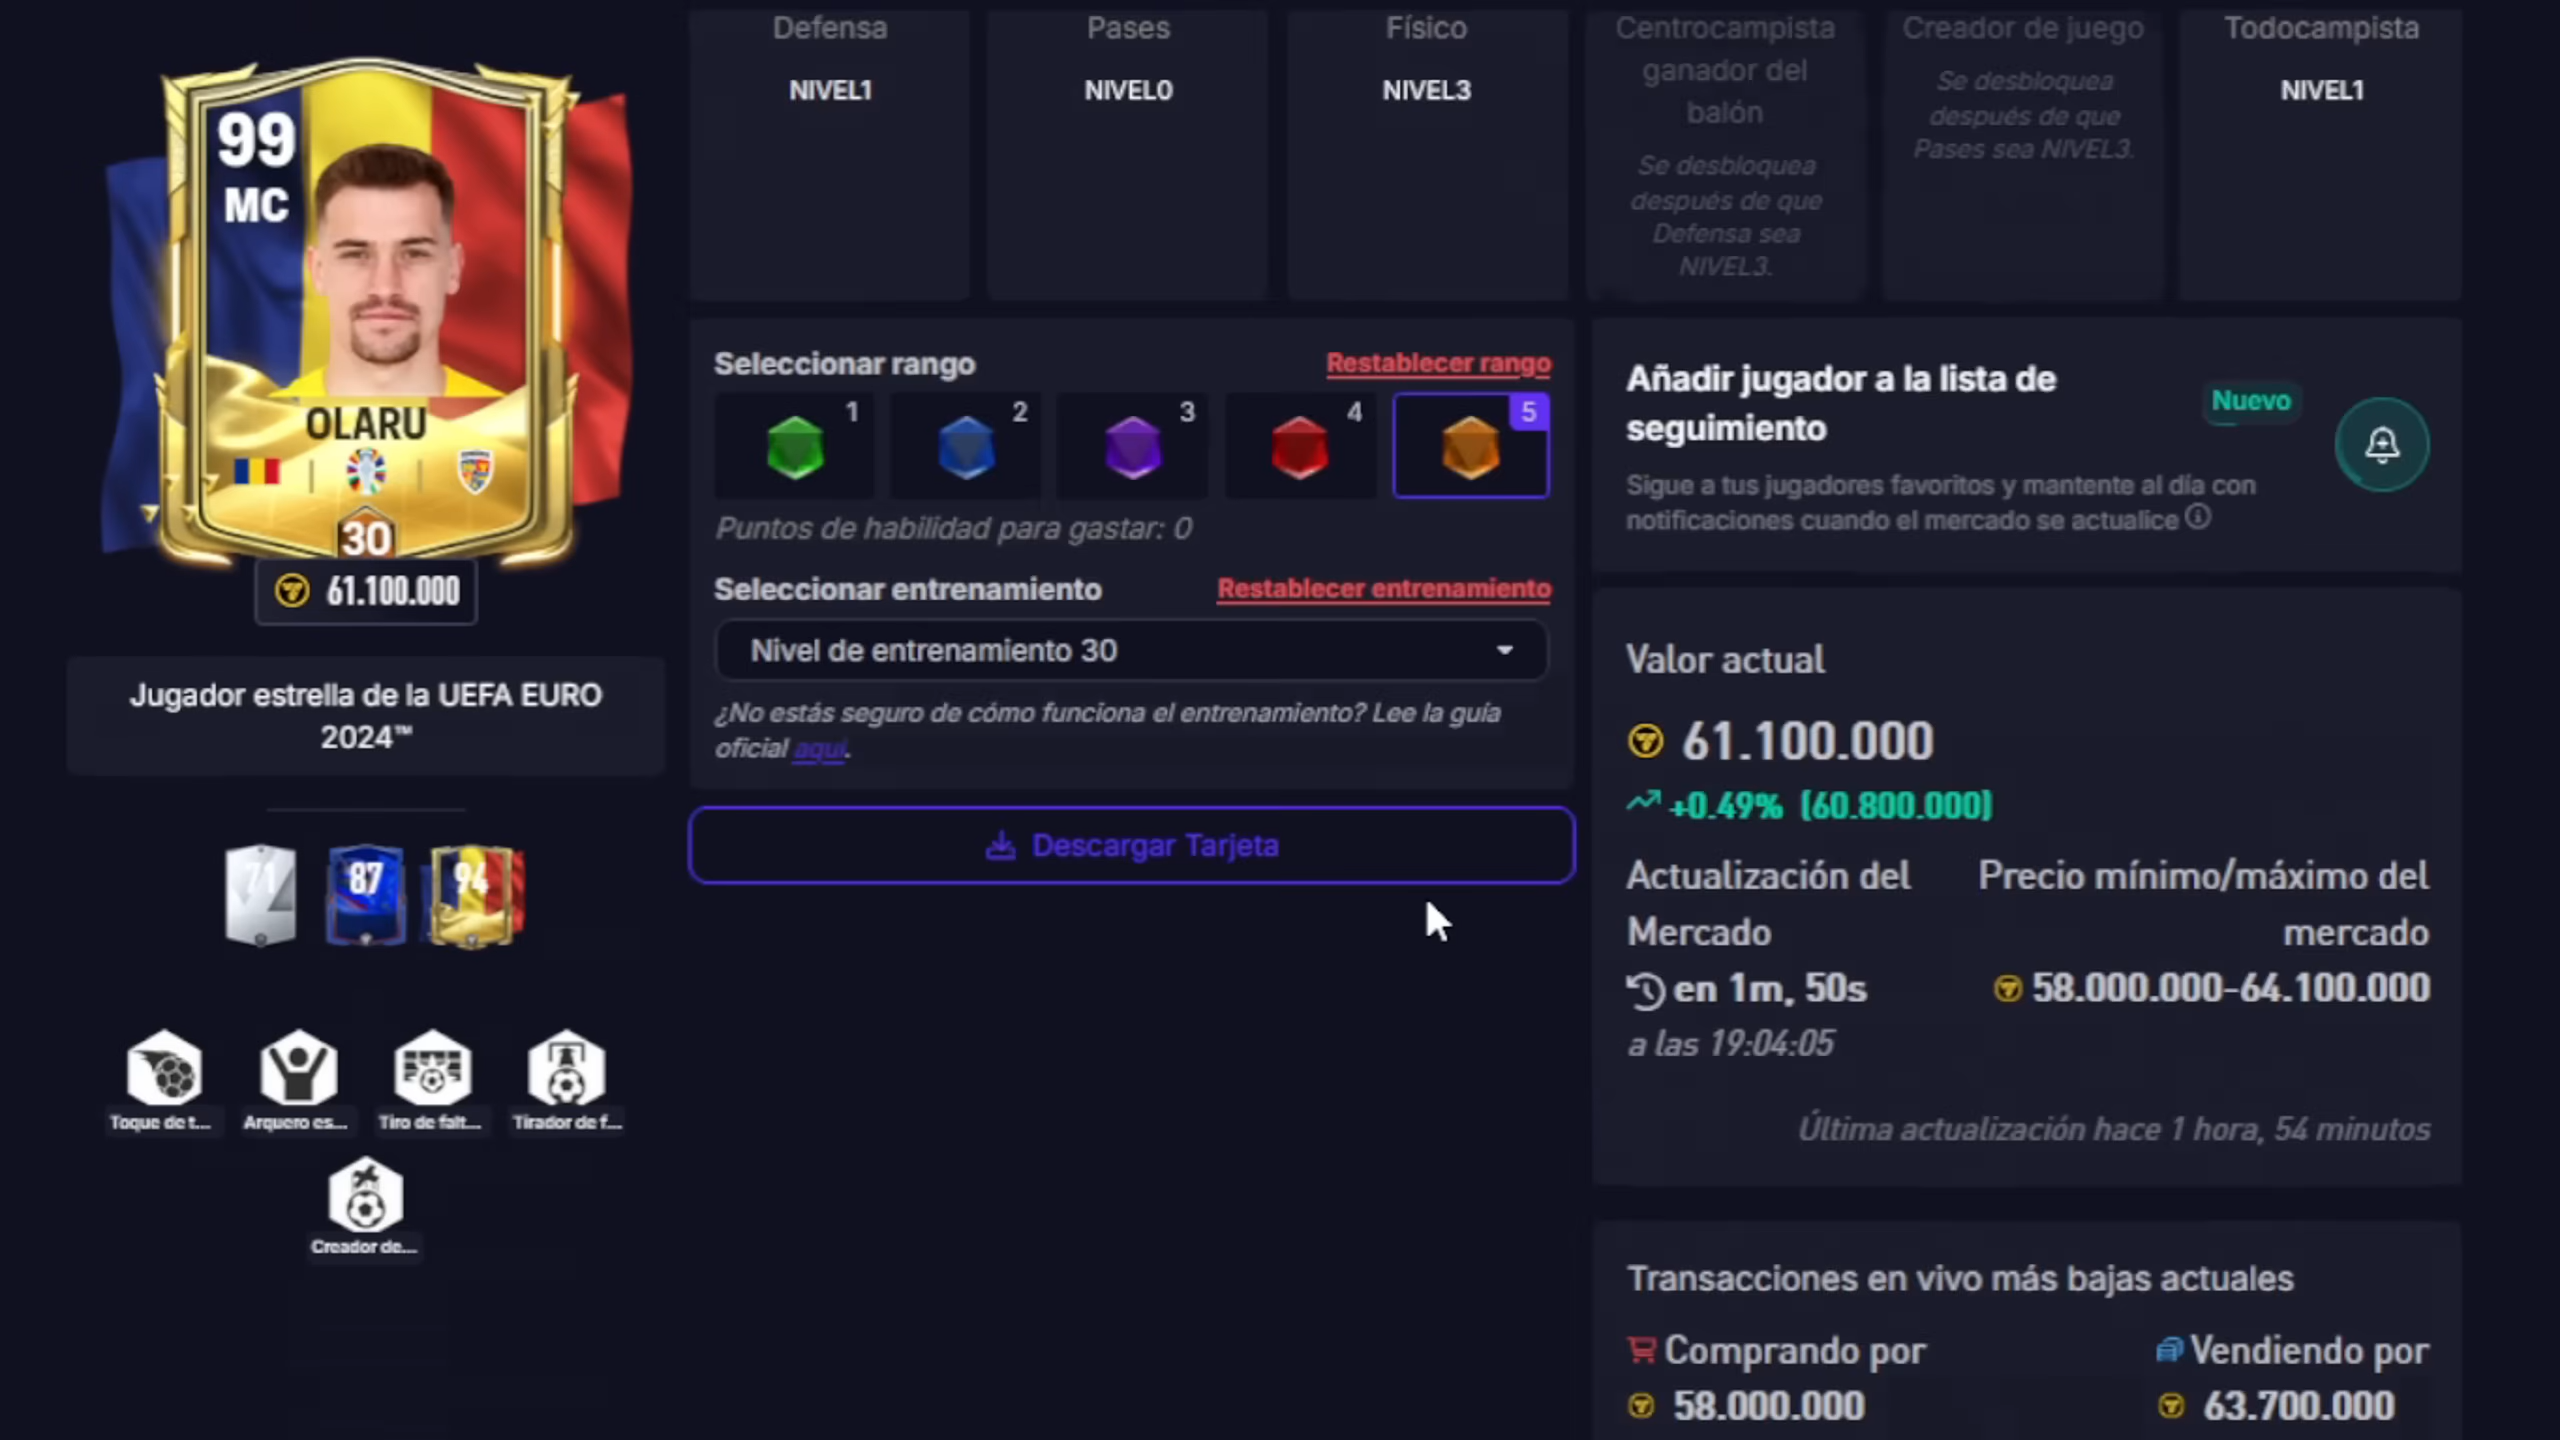 99
MC
OLARU
30
61.100.000
Jugador estrella de la UEFA EURO
2024™
71
87
94
Toque de t...
Arquero es...
Tiro de falt...
Tirador de f...
Creador de...
Defensa
NIVEL1
Pases
NIVEL0
Físico
NIVEL3
Centrocampista
ganador del
balón
Se desbloquea
después de que
Defensa sea
NIVEL3.
Creador de juego
Se desbloquea
después de que
Pases sea NIVEL3.
Todocampista
NIVEL1
Seleccionar rango
Restablecer rango
1
2
3
4
5
Puntos de habilidad para gastar: 0
Seleccionar entrenamiento
Restablecer entrenamiento
Nivel de entrenamiento 30
¿No estás seguro de cómo funciona el entrenamiento? Lee la guía
oficial aquí.
Descargar Tarjeta
Añadir jugador a la lista de
seguimiento
Nuevo
Sigue a tus jugadores favoritos y mantente al día con
notificaciones cuando el mercado se actualice
Valor actual
61.100.000
+0.49% (60.800.000)
Actualización del
Mercado
en 1m, 50s
a las 19:04:05
Precio mínimo/máximo del
mercado
58.000.000-64.100.000
Última actualización hace 1 hora, 54 minutos
Transacciones en vivo más bajas actuales
Comprando por
58.000.000
Vendiendo por
63.700.000